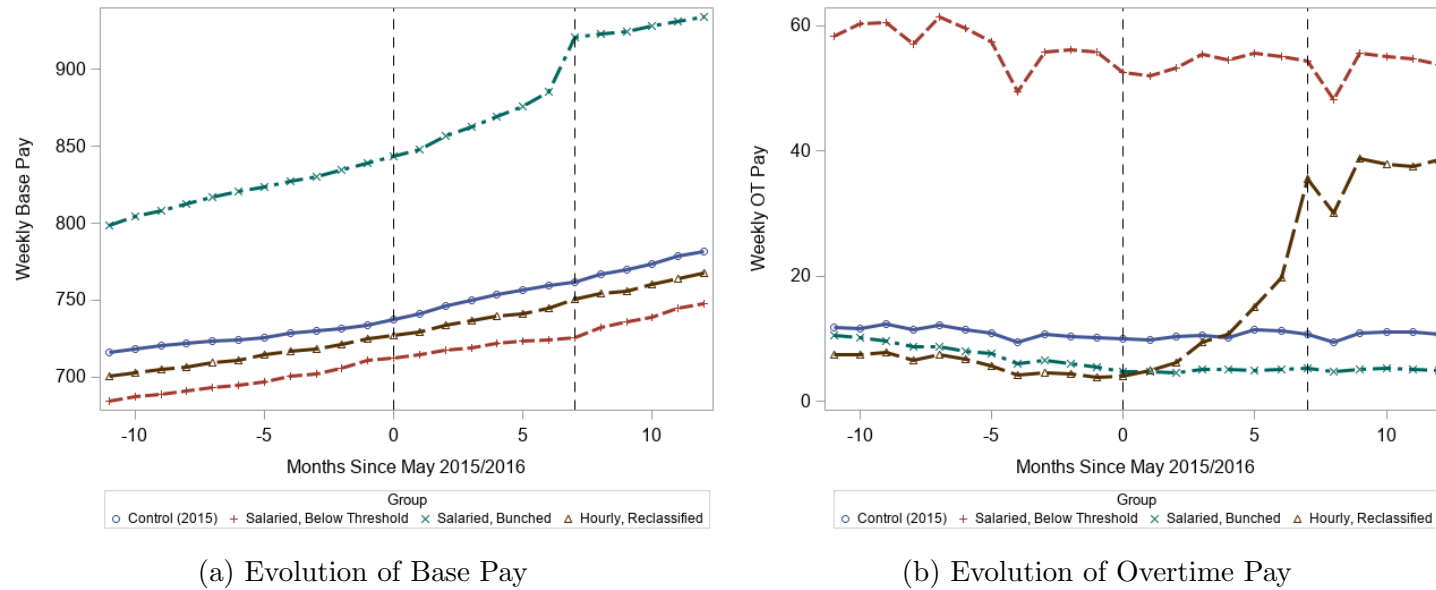 Weekly Base Pay
900
850
800
750
700
-10 -5 0 5 10
Months Since May 2015/2016
Group
Control (2015) Salaried, Below Threshold Salaried, Bunched Hourly, Reclassified
(a) Evolution of Base Pay
Weekly OT Pay
60
40
20
0
-10 -5 0 5 10
Months Since May 2015/2016
Group
Control (2015) Salaried, Below Threshold Salaried, Bunched Hourly, Reclassified
(b) Evolution of Overtime Pay